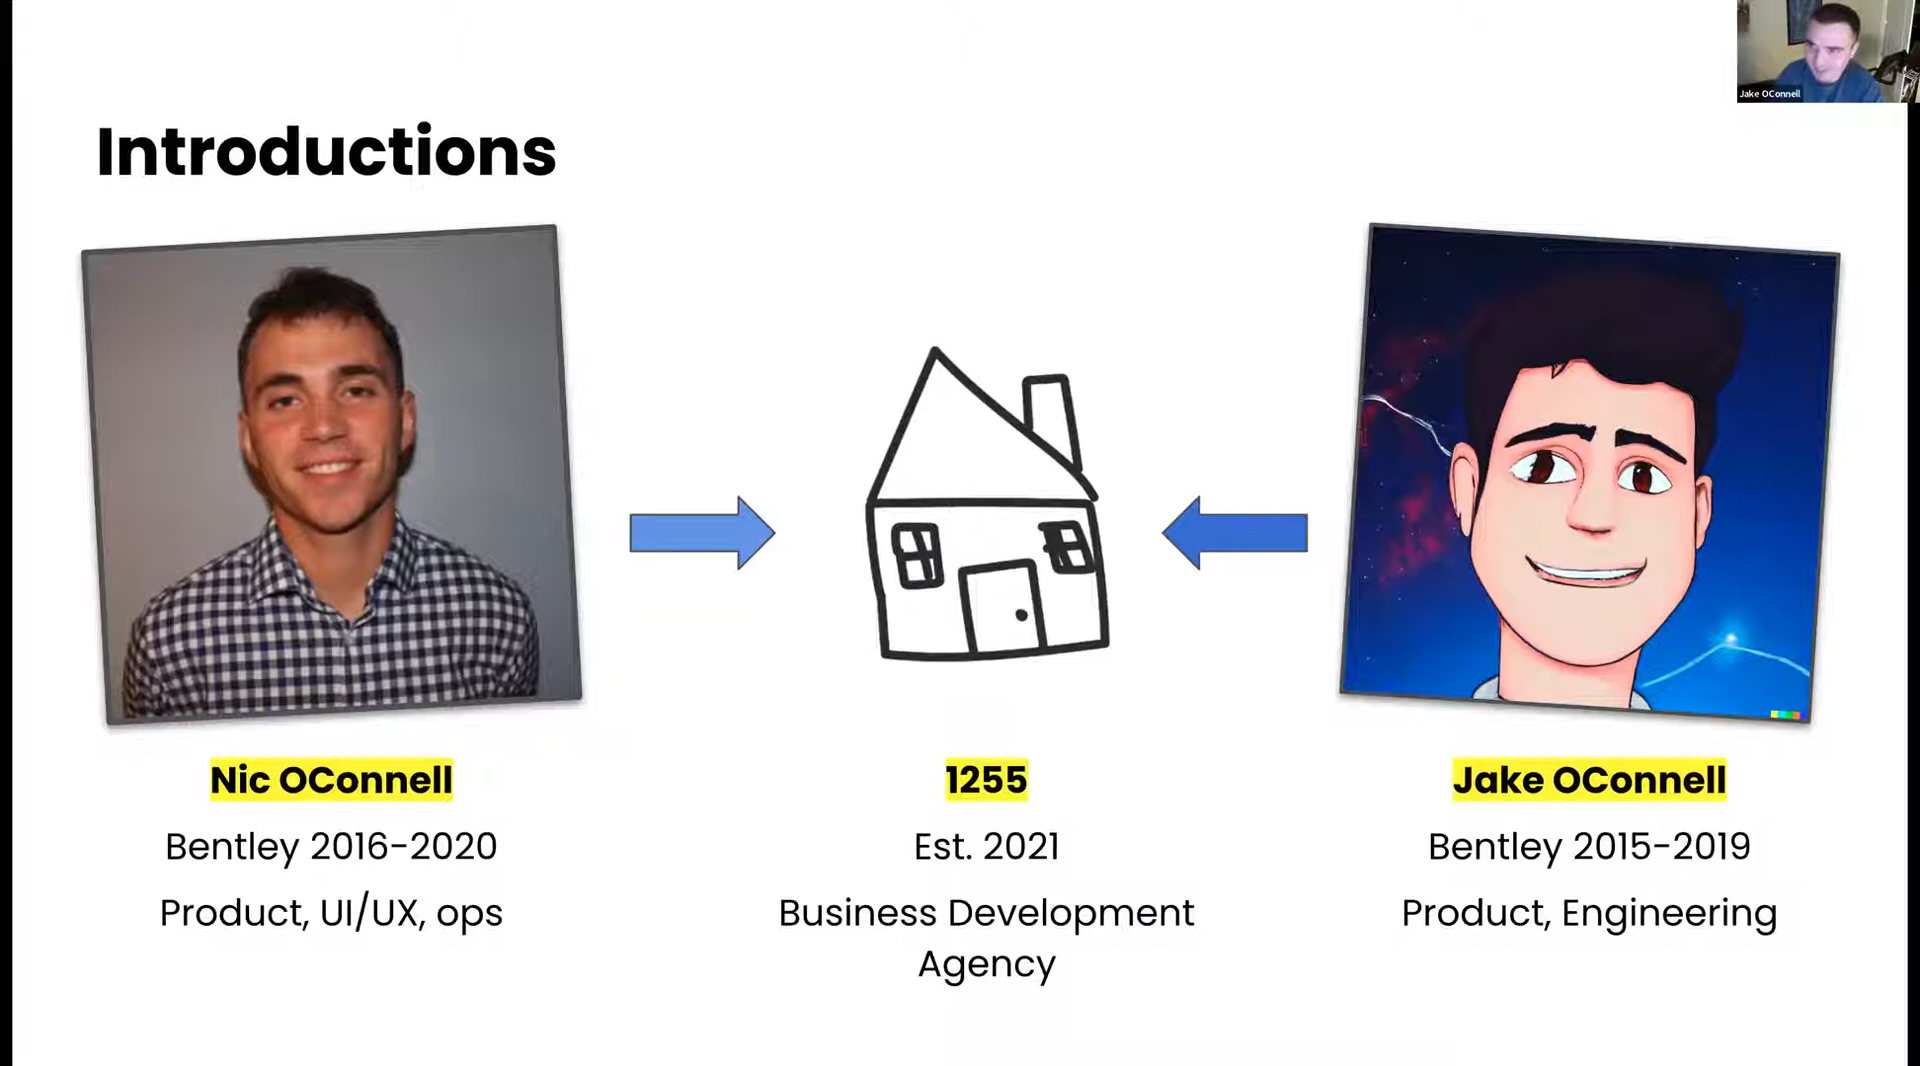 Jake OConnell
Introductions
Nic OConnell
Bentley 2016-2020
Product, UI/UX, ops
1255
Est. 2021
Business Development
Agency
Jake OConnell
Bentley 2015-2019
Product, Engineering